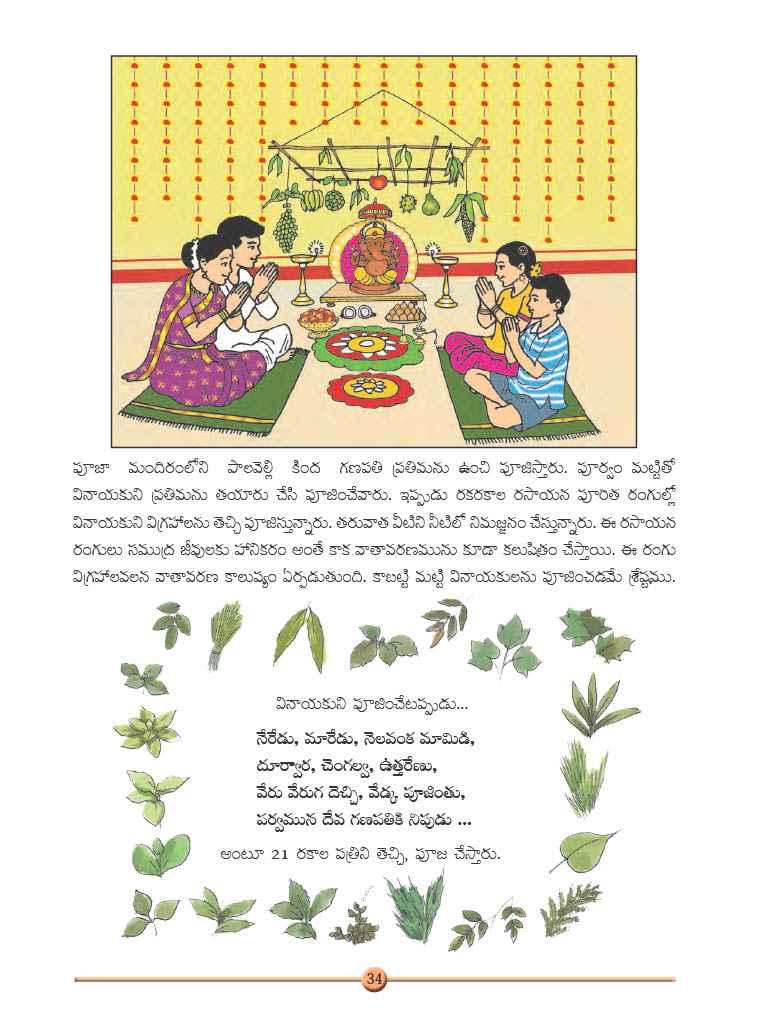 పూజా మందిరంలోని పాలవెల్లి కింద గణపతి ప్రతిమను ఉంచి పూజిస్తారు. పూర్వం మట్టితో
వినాయకుని ప్రతిమను తయారు చేసి పూజించేవారు. ఇప్పుడు రకరకాల రసాయన పూరిత రంగుల్లో
వినాయకుని విగ్రహాలను తెచ్చి పూజిస్తున్నారు. తరువాత వీటిని నీటిలో నిమజ్జనం చేస్తున్నారు. ఈ రసాయన
రంగులు సముద్ర జీవులకు హానికరం అంతే కాక వాతావరణమును కూడా కలుషితం చేస్తాయి. ఈ రంగు
విగ్రహాలవలన వాతావరణ కాలుష్యం ఏర్పడుతుంది. కాబట్టి మట్టి వినాయకులను పూజించడమే శ్రేష్టము.
వినాయకుని పూజించేటప్పుడు...
నేరేడు, మారేడు, నెలవంక మామిడి,
దూర్వార, చెంగల్వ, ఉత్తరేణు,
వేరు వేరుగ దెచ్చి, వేడ్క పూజింతు,
పర్వమున దేవ గణపతికి నిపుడు ...
అంటూ 21 రకాల పత్రిని తెచ్చి, పూజ చేస్తారు.
34